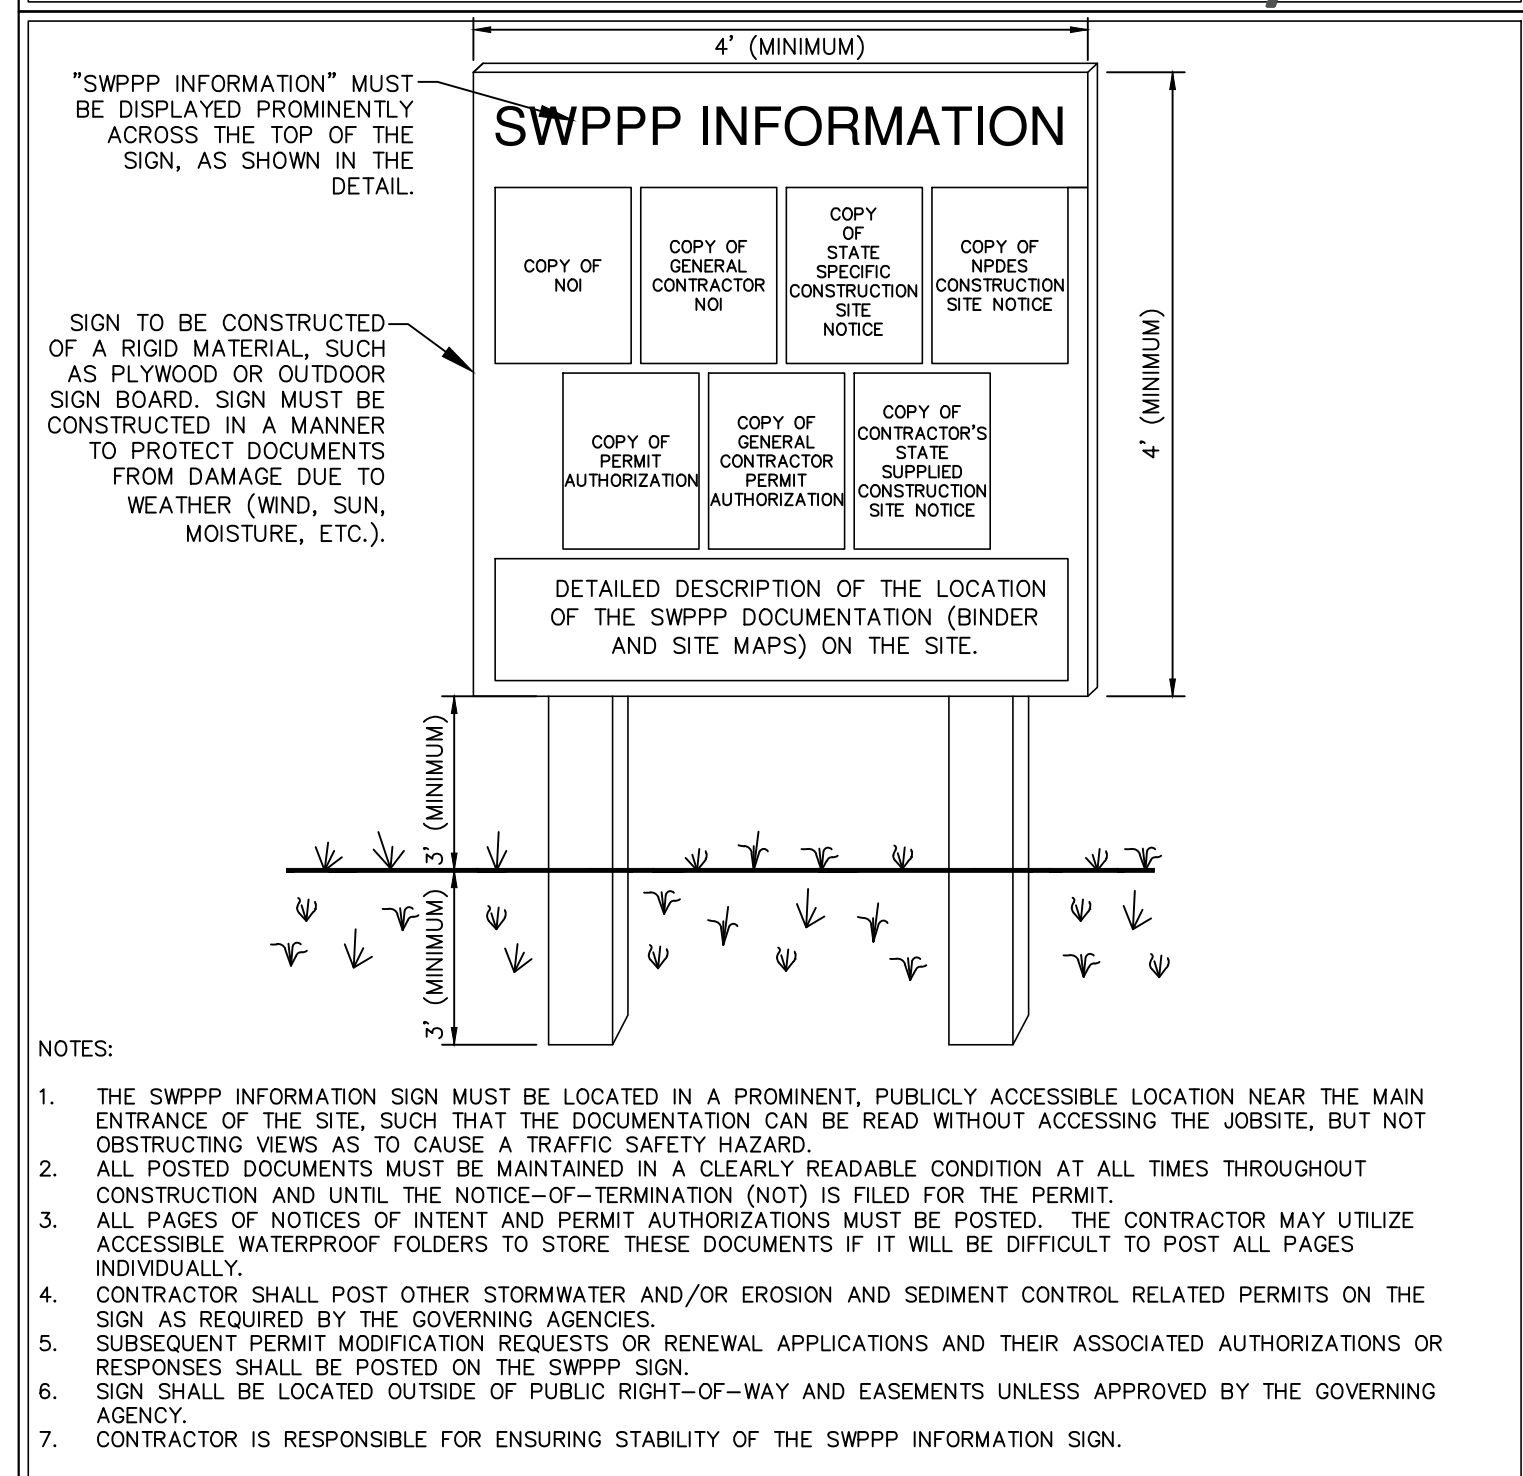 4' (MINIMUM)
"SWPPP INFORMATION" MUST
BE DISPLAYED PROMINENTLY
ACROSS THE TOP OF THE
SIGN, AS SHOWN IN THE
DETAIL.
SWPPP INFORMATION
COPY OF
NOI
COPY OF
GENERAL
CONTRACTOR
NOI
COPY
OF
STATE
SPECIFIC
CONSTRUCTION
SITE
NOTICE
COPY OF
NPDES
CONSTRUCTION
SITE NOTICE
4' (MINIMUM)
SIGN TO BE CONSTRUCTED
OF A RIGID MATERIAL, SUCH
AS PLYWOOD OR OUTDOOR
SIGN BOARD. SIGN MUST BE
CONSTRUCTED IN A MANNER
TO PROTECT DOCUMENTS
FROM DAMAGE DUE TO
WEATHER (WIND, SUN,
MOISTURE, ETC.).
COPY OF
PERMIT
AUTHORIZATION
COPY OF
GENERAL
CONTRACTOR
PERMIT
AUTHORIZATION
COPY OF
CONTRACTOR'S
STATE
SUPPLIED
CONSTRUCTION
SITE NOTICE
DETAILED DESCRIPTION OF THE LOCATION
OF THE SWPPP DOCUMENTATION (BINDER
AND SITE MAPS) ON THE SITE.
3' (MINIMUM)
3' (MINIMUM)
NOTES:
1. THE SWPPP INFORMATION SIGN MUST BE LOCATED IN A PROMINENT, PUBLICLY ACCESSIBLE LOCATION NEAR THE MAIN
ENTRANCE OF THE SITE, SUCH THAT THE DOCUMENTATION CAN BE READ WITHOUT ACCESSING THE JOBSITE, BUT NOT
OBSTRUCTING VIEWS AS TO CAUSE A TRAFFIC SAFETY HAZARD.
2. ALL POSTED DOCUMENTS MUST BE MAINTAINED IN A CLEARLY READABLE CONDITION AT ALL TIMES THROUGHOUT
CONSTRUCTION AND UNTIL THE NOTICE-OF-TERMINATION (NOT) IS FILED FOR THE PERMIT.
3. ALL PAGES OF NOTICES OF INTENT AND PERMIT AUTHORIZATIONS MUST BE POSTED. THE CONTRACTOR MAY UTILIZE
ACCESSIBLE WATERPROOF FOLDERS TO STORE THESE DOCUMENTS IF IT WILL BE DIFFICULT TO POST ALL PAGES
INDIVIDUALLY.
4. CONTRACTOR SHALL POST OTHER STORMWATER AND/OR EROSION AND SEDIMENT CONTROL RELATED PERMITS ON THE
SIGN AS REQUIRED BY THE GOVERNING AGENCIES.
5. SUBSEQUENT PERMIT MODIFICATION REQUESTS OR RENEWAL APPLICATIONS AND THEIR ASSOCIATED AUTHORIZATIONS OR
RESPONSES SHALL BE POSTED ON THE SWPPP SIGN.
6. SIGN SHALL BE LOCATED OUTSIDE OF PUBLIC RIGHT-OF-WAY AND EASEMENTS UNLESS APPROVED BY THE GOVERNING
AGENCY.
7. CONTRACTOR IS RESPONSIBLE FOR ENSURING STABILITY OF THE SWPPP INFORMATION SIGN.